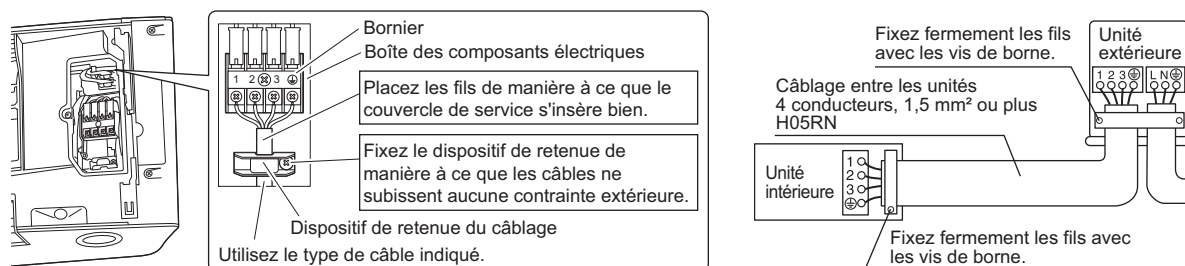 Bornier
Boîte des composants électriques
1 2 3
Placez les fils de manière à ce que le
couvercle de service s'insère bien.
Fixez le dispositif de retenue de
manière à ce que les câbles ne
subissent aucune contrainte extérieure.
Dispositif de retenue du câblage
Utilisez le type de câble indiqué.
Fixez fermement les fils
avec les vis de borne.
Unité
extérieure
1 2 3
L N
Câblage entre les unités
4 conducteurs, 1,5 mm² ou plus
H05RN
Unité
intérieure
1
2
3
Fixez fermement les fils avec
les vis de borne.